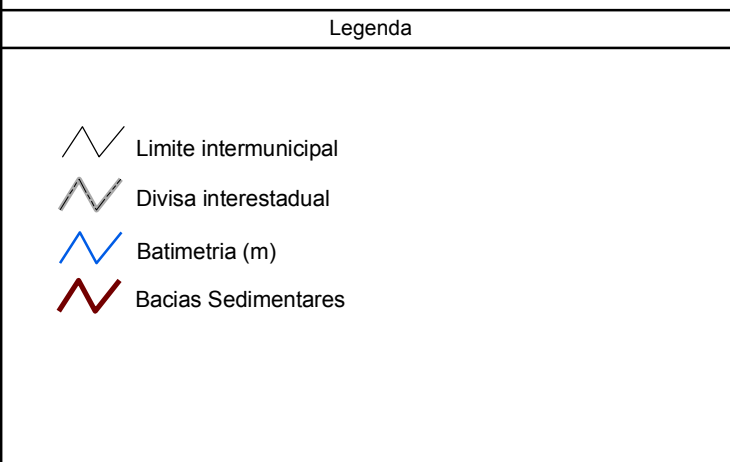 Legenda
Limite intermunicipal
Divisa interestadual
Batimetria (m)
Bacias Sedimentares